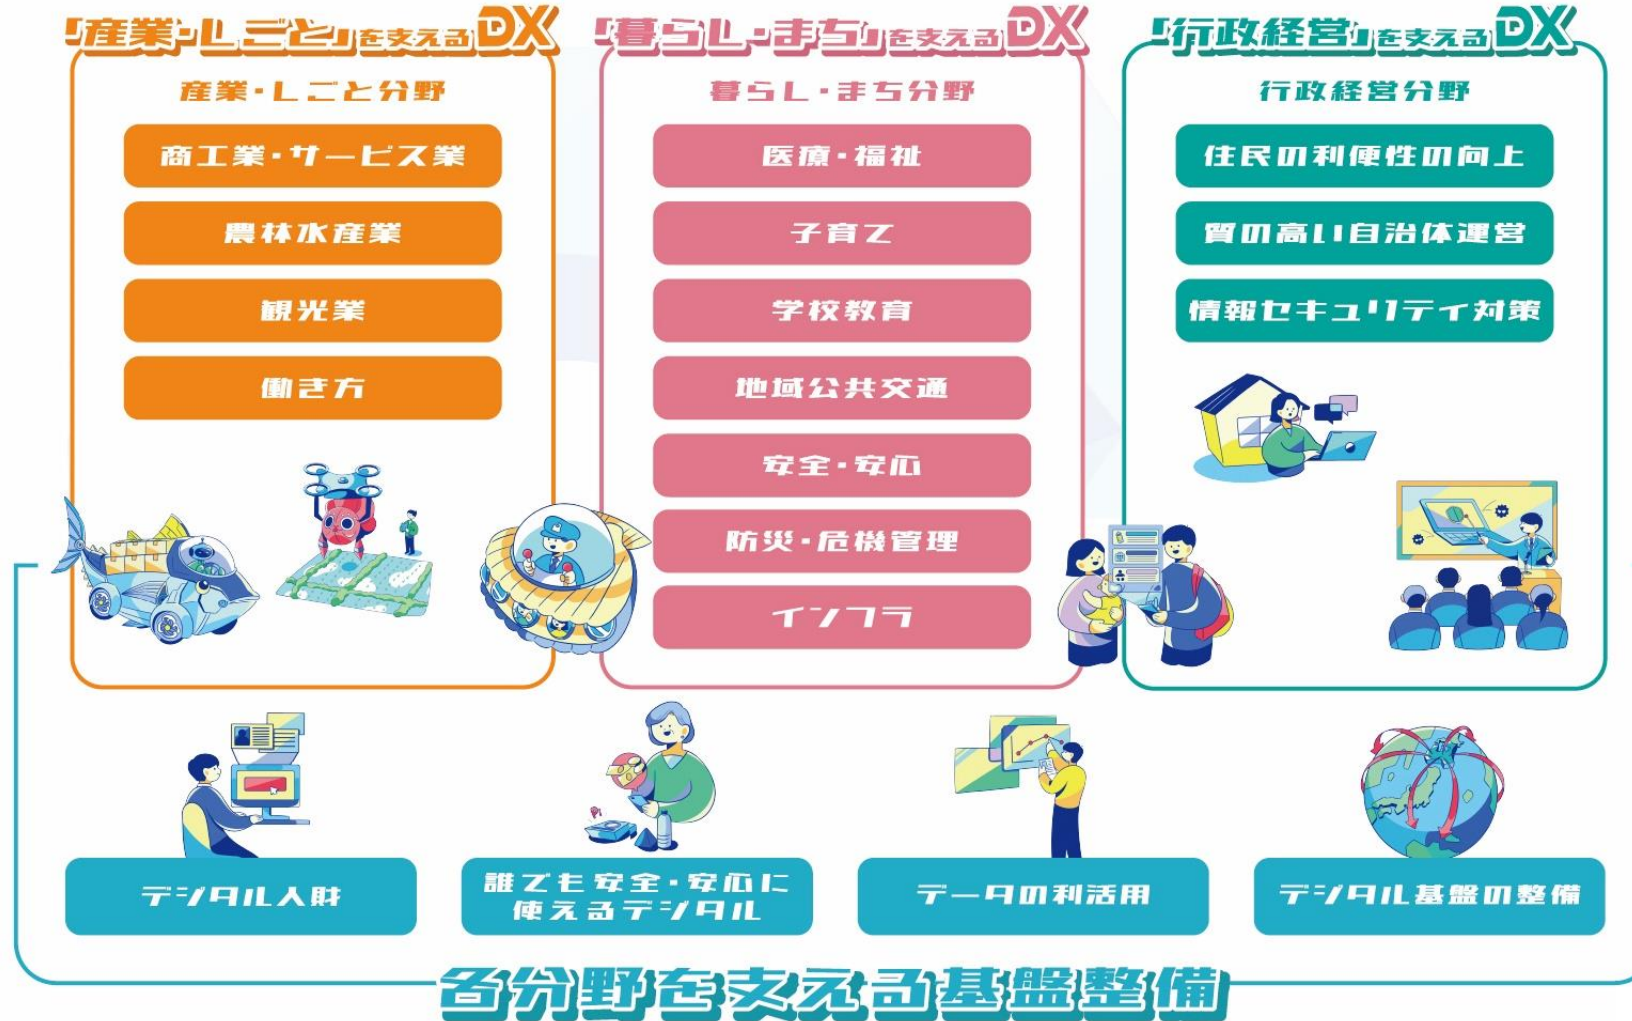 「産業・しごと」を支えるDX
産業・しごと分野
商工業・サービス業
農林水産業
観光業
働き方
「暮らし・まち」を支えるDX
暮らし・まち分野
医療・福祉
子育て
学校教育
地域公共交通
安全・安心
防災・危機管理
インフラ
「行政経営」を支えるDX
行政経営分野
住民の利便性の向上
質の高い自治体運営
情報セキュリティ対策
デジタル人財
誰でも安全・安心に
使えるデジタル
データの利活用
デジタル基盤の整備
各分野を支える基盤整備